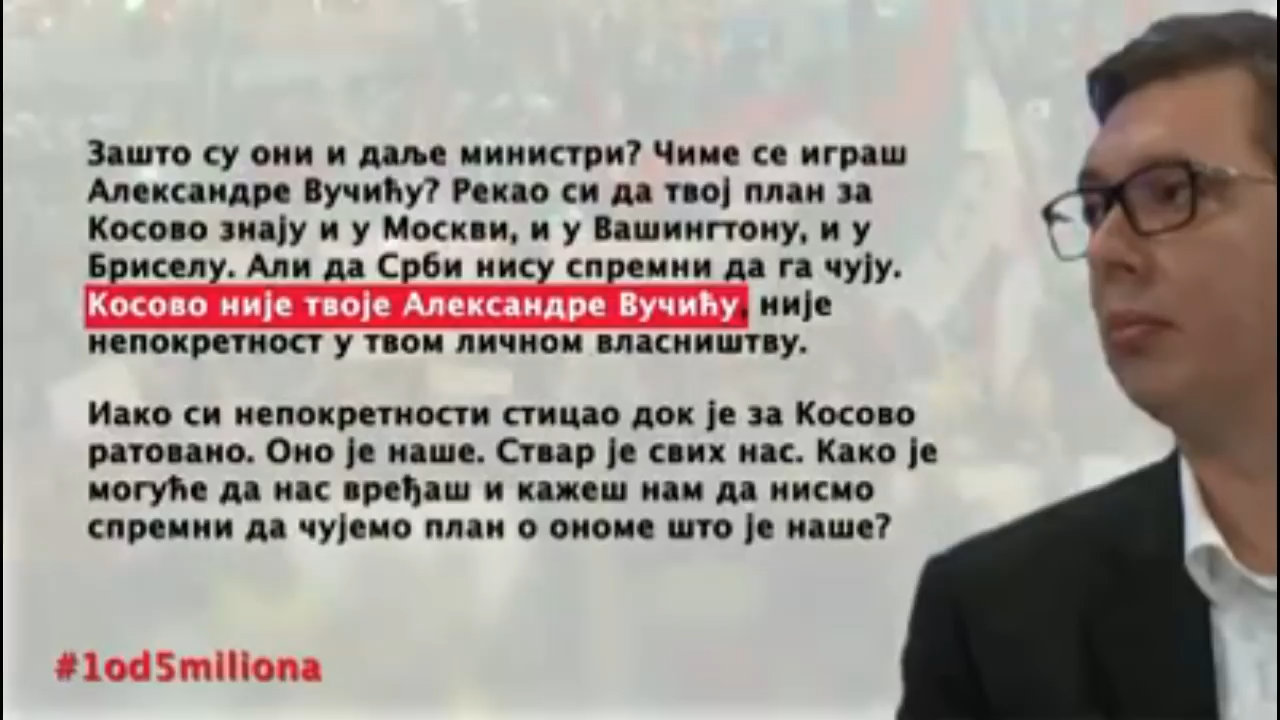 Зашто су они и даље министри? Чиме се играш
Александре Вучићу? Рекао си да твој план за
Косово знају и у Москви, и у Вашингтону, и у
Бриселу. Али да Срби нису спремни да га чују.
Косово није твоје Александре Вучићу, није
непокретност у твом личном власништву.
Иако си непокретности стицао док је за Косово
ратовано. Оно је наше. Ствар је свих нас. Како је
могуће да нас вређаш и кажеш нам да нисмо
спремни да чујемо план о ономе што је наше?
#1od5miliona